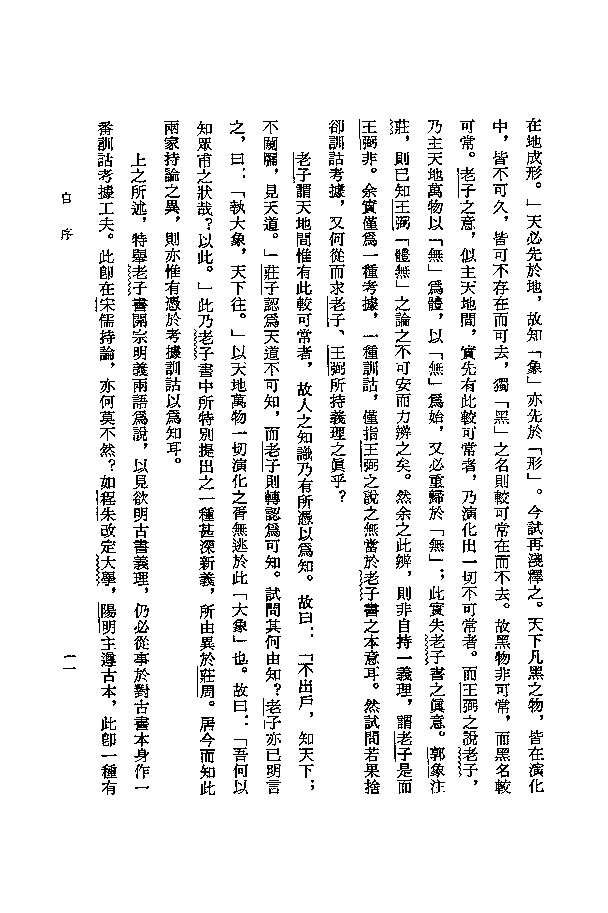 在地成形。」天必先於地，故知「象」亦先於「形」。今試再淺釋之。天下凡黑之物，皆在演化
中，皆不可久，皆可不存在而可去，獨「黑」之名則較可常在而不去。故黑物非可常，而黑名較
可常。老子之意，似主天地間，實先有此較可常者，乃演化出一切不可常者。而王弼之說老子，
乃主天地萬物以「無」爲體，以「無」爲始，又必重歸於「無」；此實失老子書之眞意。郭象注
莊，則已知王弼「體無」之論之不可安而力辨之矣。然余之此辨，則非自持一義理，謂老子是而
王弼非。余實僅爲一種考據，一種訓詁，僅指王弼之說之無當於老子書之本意耳。然試問若果捨
卻訓詁考據，又何從而求老子、王弼所持義理之眞乎？
老子謂天地間惟有此較可常者，故人之知識乃有所憑以爲知。故曰：「不出戶，知天下；
不闚牖，見天道。」莊子認爲天道不可知，而老子則轉認爲可知。試問其何由知？老子亦已明言
之，曰：「執大象，天下往。」以天地萬物一切演化之胥無逃於此「大象」也。故曰：「吾何以
知眾甫之狀哉？以此。」此乃老子書中所特別提出之一種甚深新義，所由異於莊周。居今而知此
兩家持論之異，則亦惟有憑於考據訓詁以爲知耳。
上之所述，特舉老子書開宗明義兩語爲說，以見欲明古書義理，仍必從事於對古書本身作一
番訓詁考據工夫。此卽在宋儒持論，亦何莫不然？如程朱改定大學，陽明主遵古本，此卽一種有
自序
一一